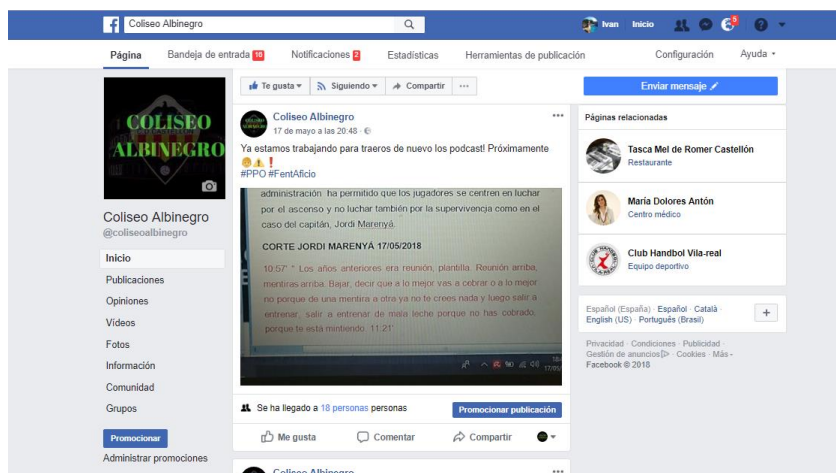 Coliseo Albinegro
Ivan Inicio
5
Página Bandeja de entrada 16 Notificaciones 2 Estadísticas Herramientas de publicación Configuración Ayuda
COLISEO
ALBINEGRO
Coliseo Albinegro
@coliseoalbinegro
Inicio
Publicaciones
Opiniones
Vídeos
Fotos
Información
Comunidad
Grupos
Promocionar
Administrar promociones
Te gusta Siguiendo Compartir ...
Coliseo Albinegro
17 de mayo a las 20:48 ·
Ya estamos trabajando para traeros de nuevo los podcast! Próximamente
#PPO #FentAficio
administración ha permitido que los jugadores se centren en luchar
por el ascenso y no luchar también por la supervivencia como en el
caso del capitán, Jordi Marenyá.
CORTE JORDI MARENYÁ 17/05/2018
10:57" " Los años anteriores era reunión, plantilla. Reunión arriba,
mentiras arriba. Bajar, decir que a lo mejor vas a cobrar o a lo mejor
no porque de una mentira a otra ya no te crees nada y luego salir a
entrenar, salir a entrenar de mala leche porque no has cobrado,
porque te está mintiendo. 11:21"
17/05/
Se ha llegado a 18 personas personas
Promocionar publicación
Me gusta Comentar Compartir
Coliseo Albinegro
Enviar mensaje
Páginas relacionadas
Tasca Mel de Romer Castellón
Restaurante
María Dolores Antón
Centro médico
Club Handbol Vila-real
Equipo deportivo
Español (España) · Español · Català ·
English (US) · Português (Brasil)
+
Privacidad · Condiciones · Publicidad ·
Gestión de anuncios · Cookies · Más
Facebook © 2018